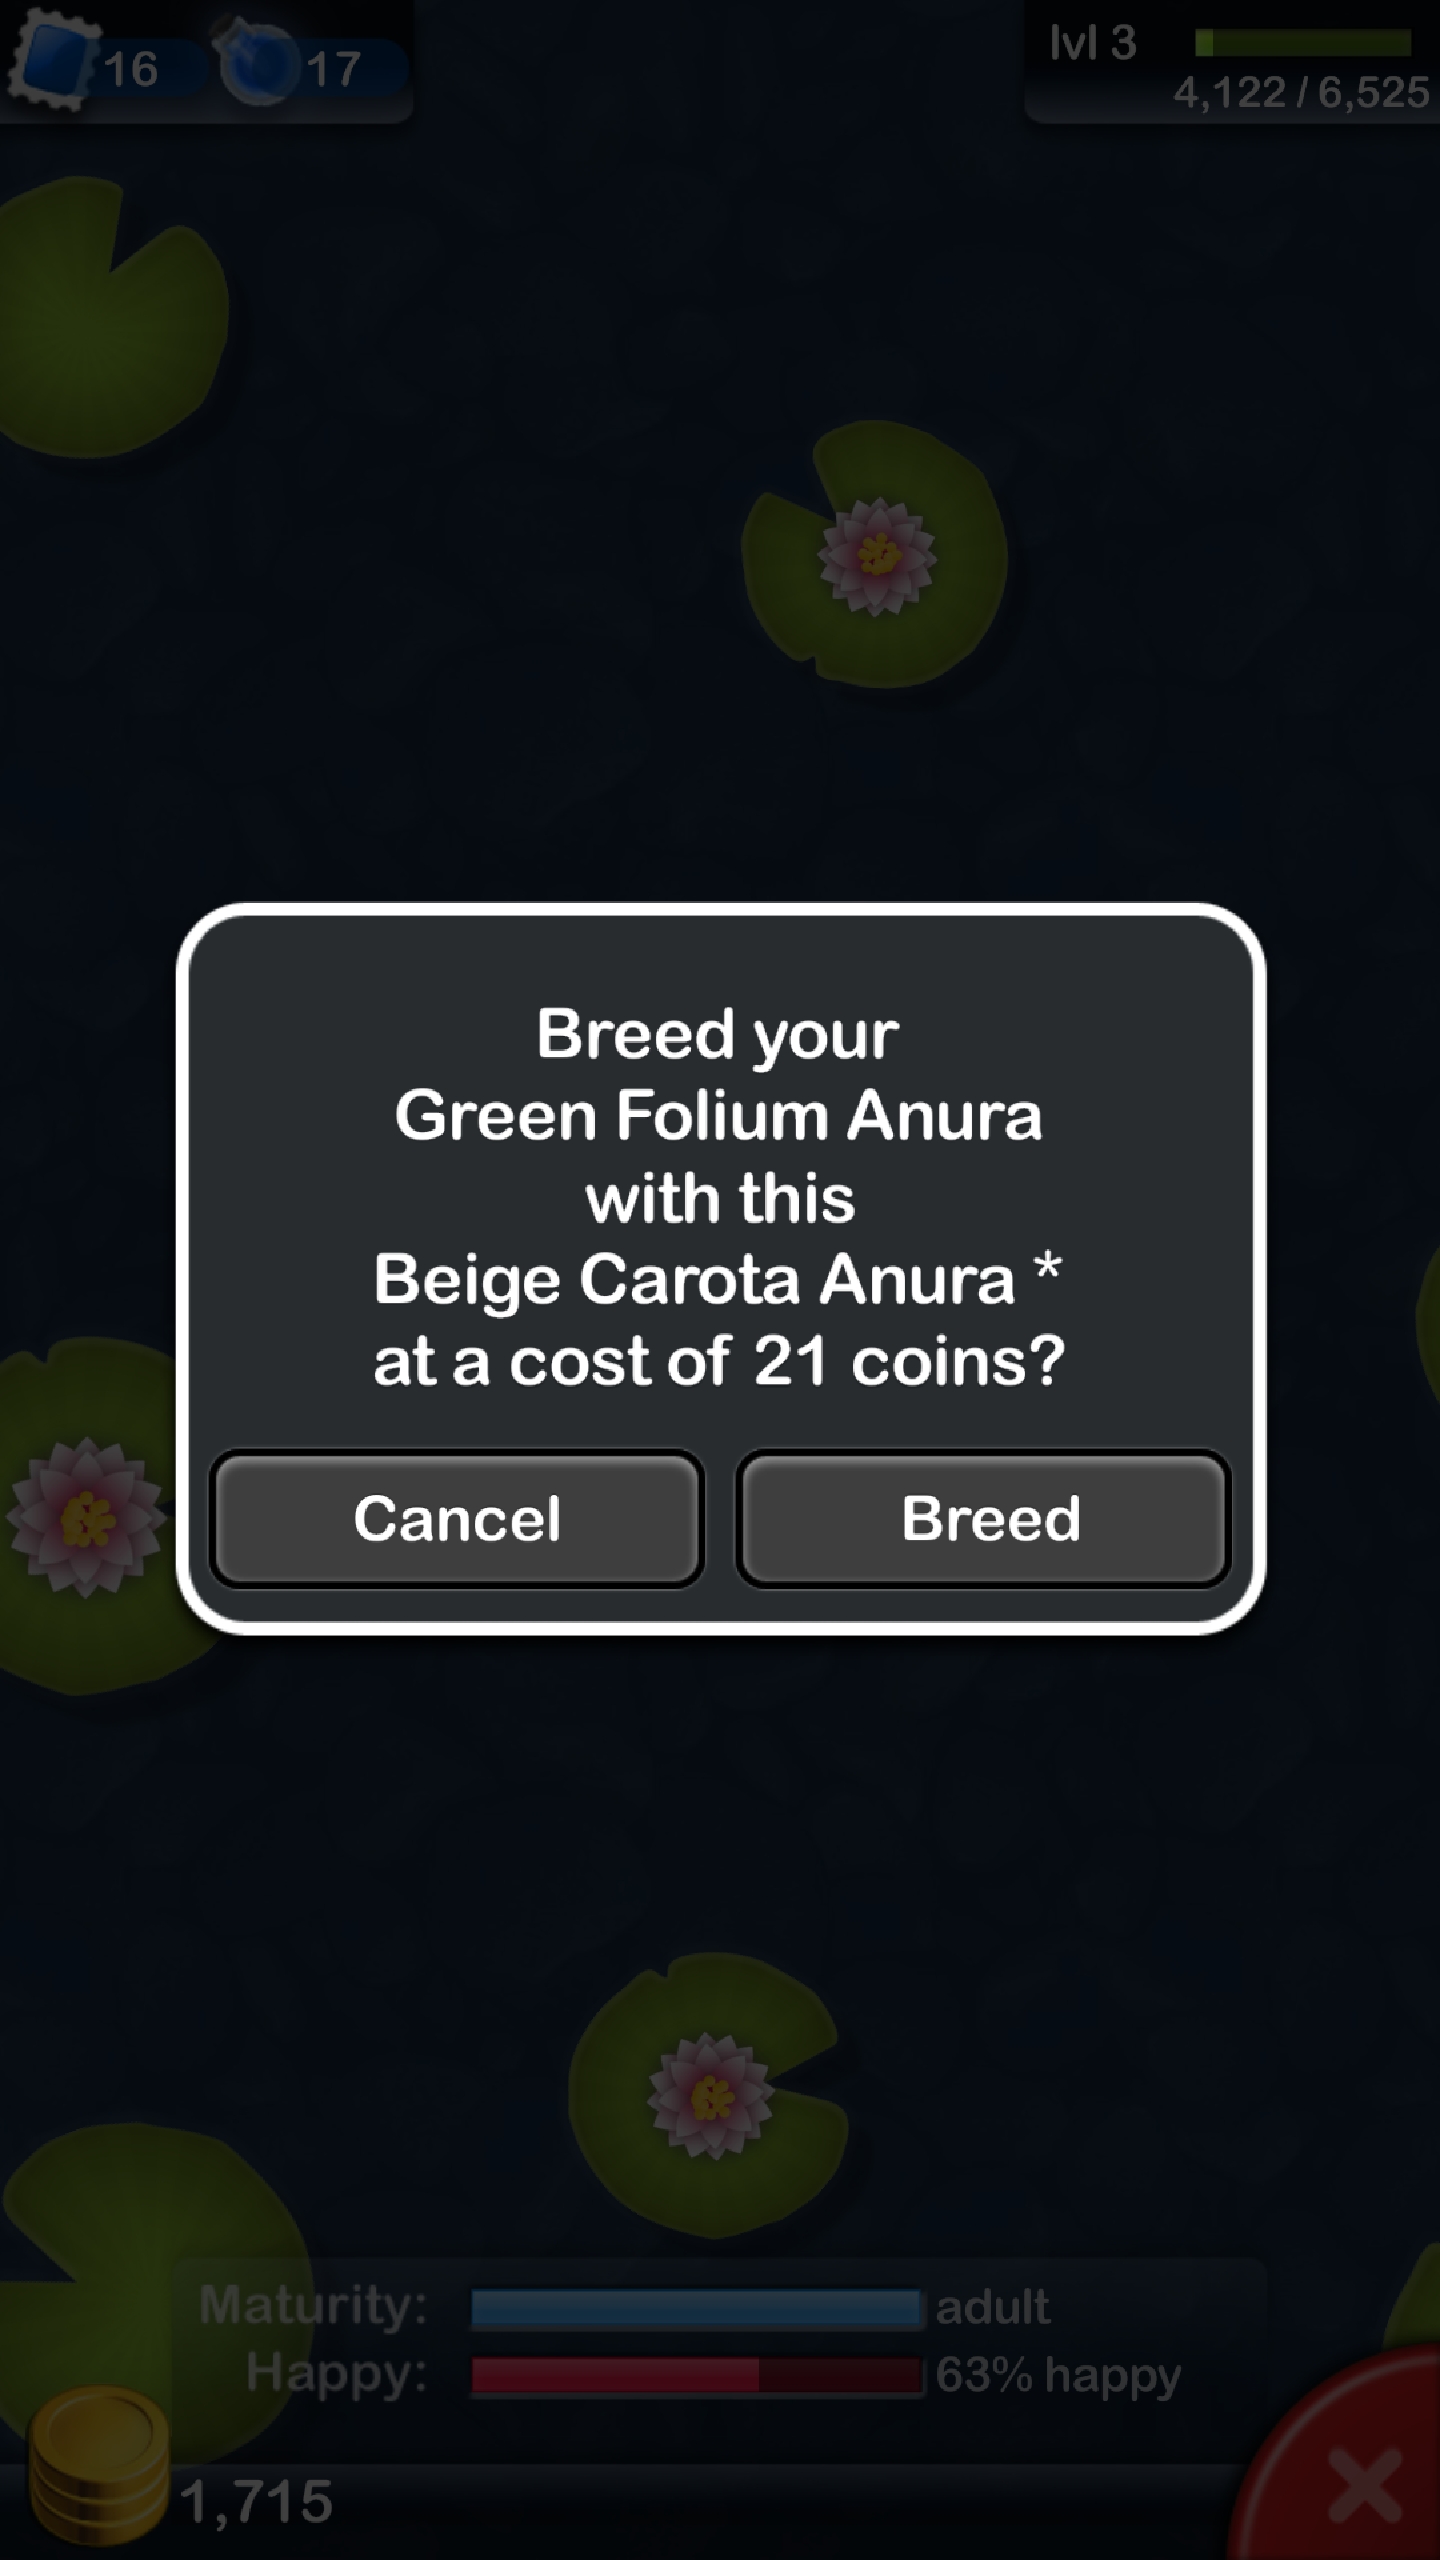 16
17
lvl 3
4,122 / 6,525
Breed your
Green Folium Anura
with this
Beige Carota Anura *
at a cost of 21 coins?
Cancel
Breed
Maturity:
adult
Happy:
63% happy
1,715